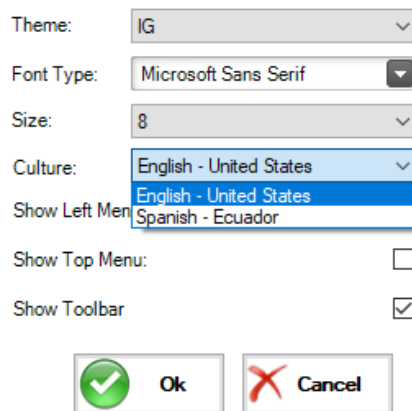 Theme: IG
Font Type: Microsoft Sans Serif
Size: 8
Culture: English - United States
English - United States
Show Left Men
Spanish - Ecuador
Show Top Menu:
Show Toolbar
Ok Cancel